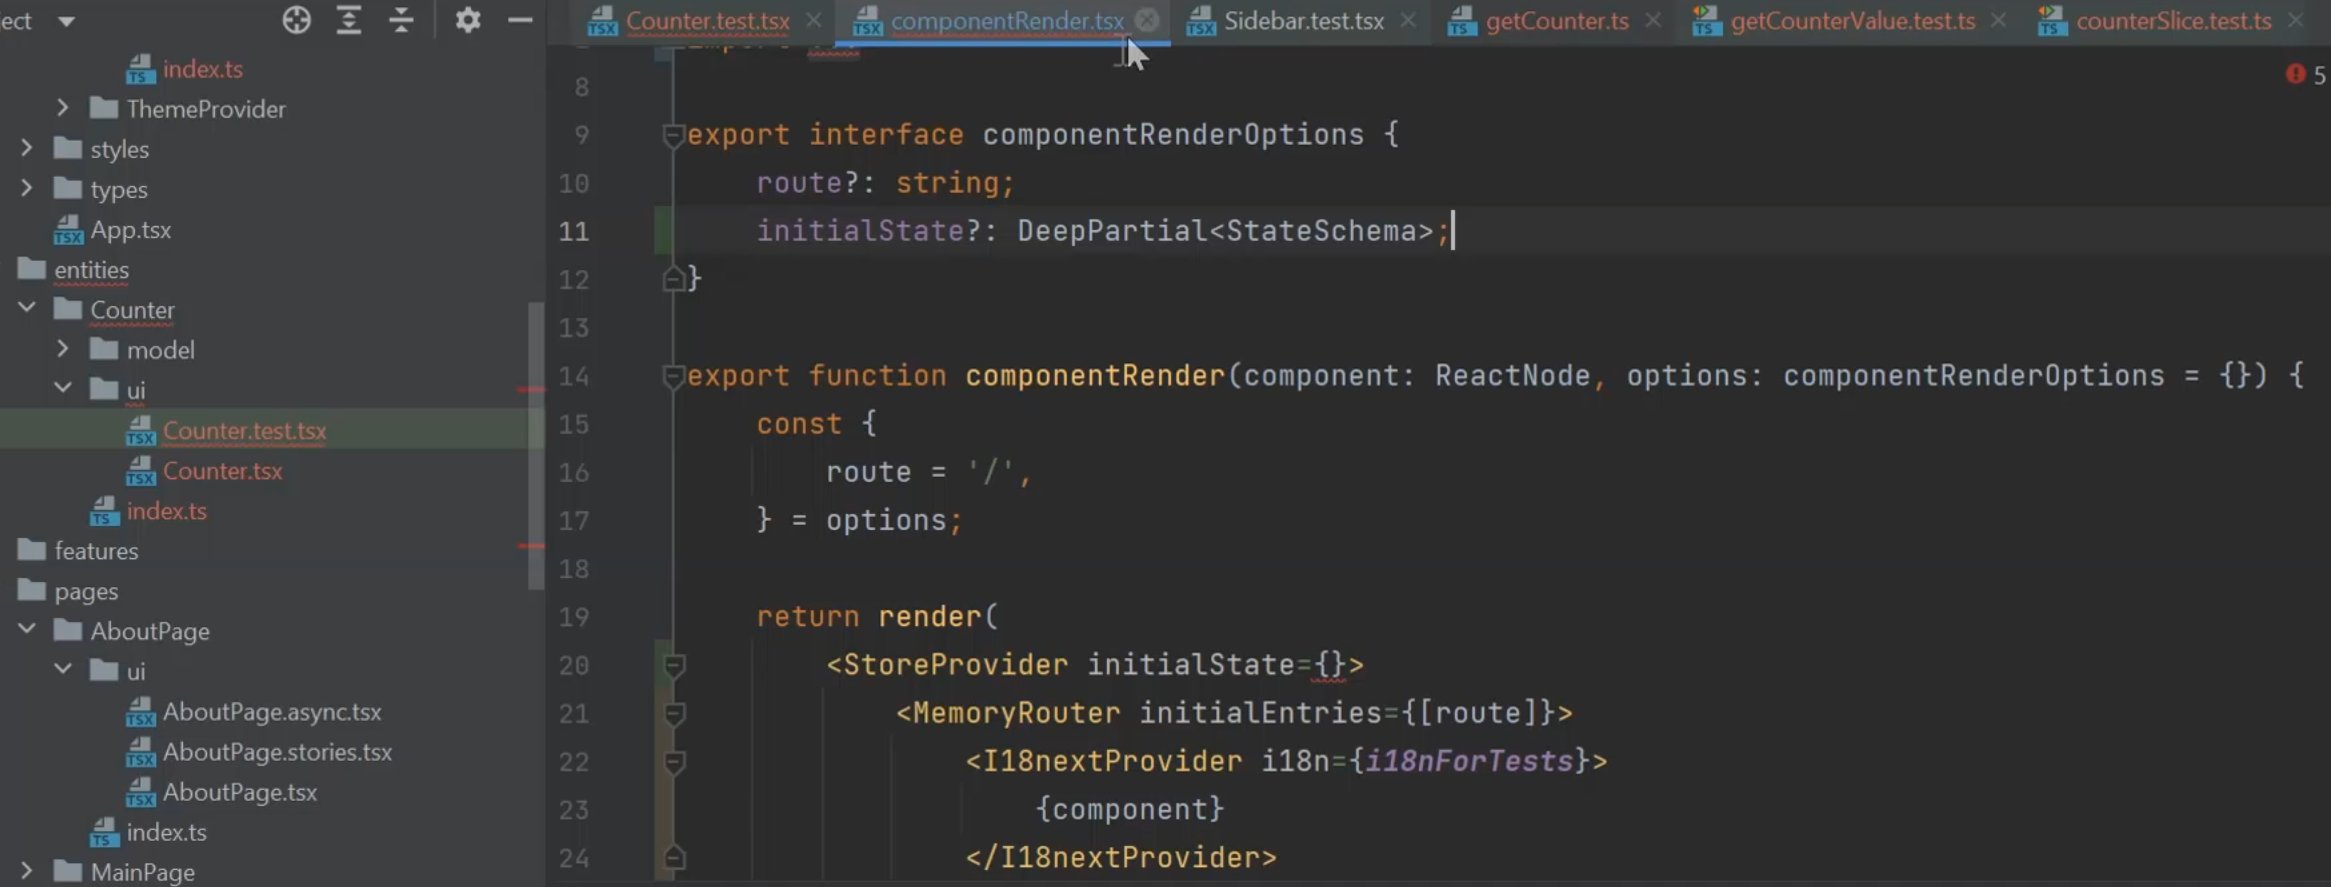 ect
Counter.test.tsx
componentRender.tsx
Sidebar.test.tsx
getCounter.ts
getCounterValue.test.ts
counterSlice.test.ts
index.ts
ThemeProvider
styles
types
App.tsx
entities
Counter
model
ui
Counter.test.tsx
Counter.tsx
index.ts
features
pages
AboutPage
ui
AboutPage.async.tsx
AboutPage.stories.tsx
AboutPage.tsx
index.ts
MainPage
5
8
9 export interface componentRenderOptions {
10 route?: string;
11 initialState?: DeepPartial<StateSchema>;
12 }
13
14 export function componentRender(component: ReactNode, options: componentRenderOptions = {}) {
15 const {
16 route = '/',
17 } = options;
18
19 return render(
20 <StoreProvider initialState={}>
21 <MemoryRouter initialEntries={[route]}>
22 <I18nextProvider i18n={i18nForTests}>
23 {component}
24 </I18nextProvider>